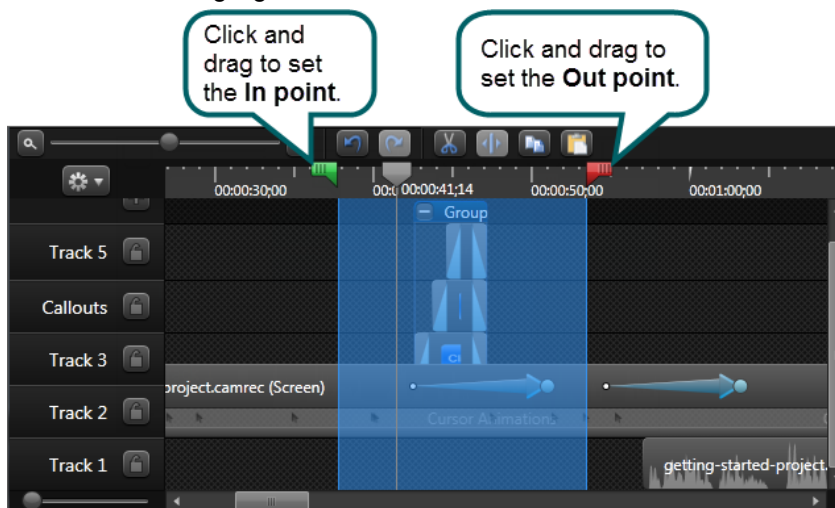 Click and
drag to set
the In point.
Click and drag to
set the Out point.
00:00:30;00
00:00:41;14
00:00:50;00
00:01:00;00
Group
Track 5
Callouts
Track 3
project.camrec (Screen)
Track 2
Cursor Animations
Track 1
getting-started-project.